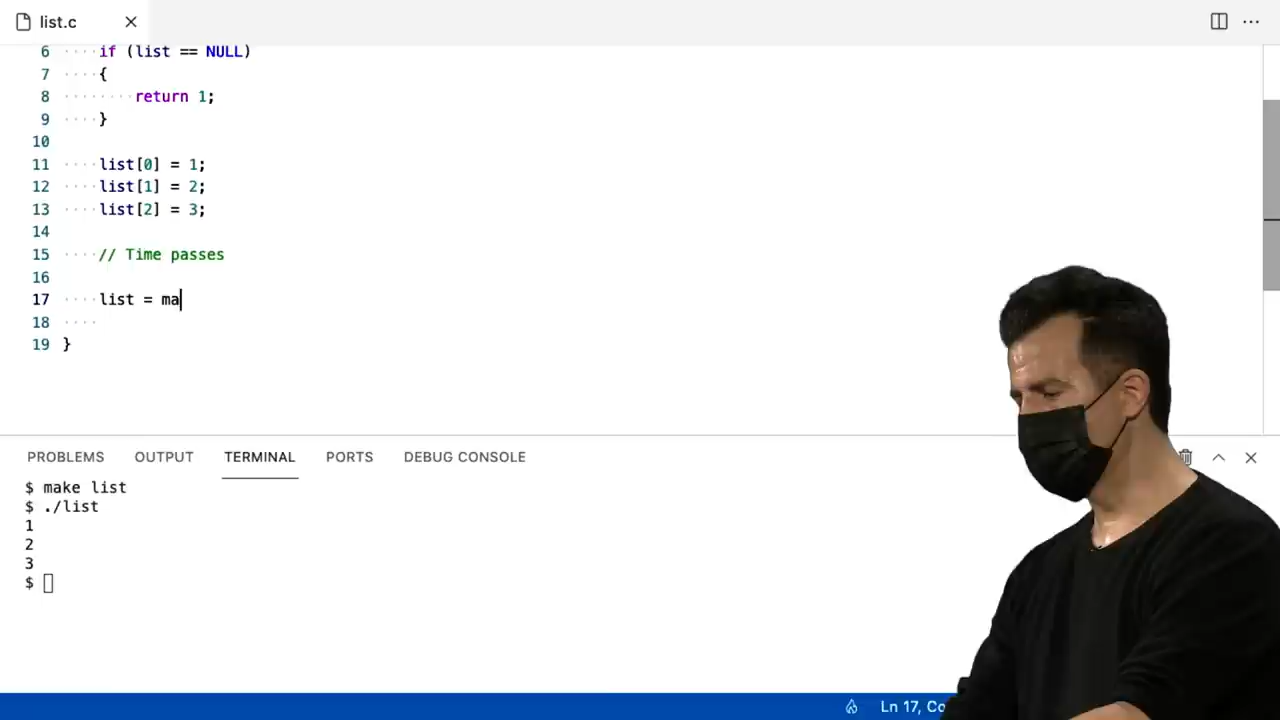 list.c
6 if (list == NULL)
7 {
8 return 1;
9 }
10
11 list[0] = 1;
12 list[1] = 2;
13 list[2] = 3;
14
15 // Time passes
16
17 list = ma
18
19 }
PROBLEMS OUTPUT TERMINAL PORTS DEBUG CONSOLE
$ make list
$ ./list
1
2
3
$
Ln 17, Co